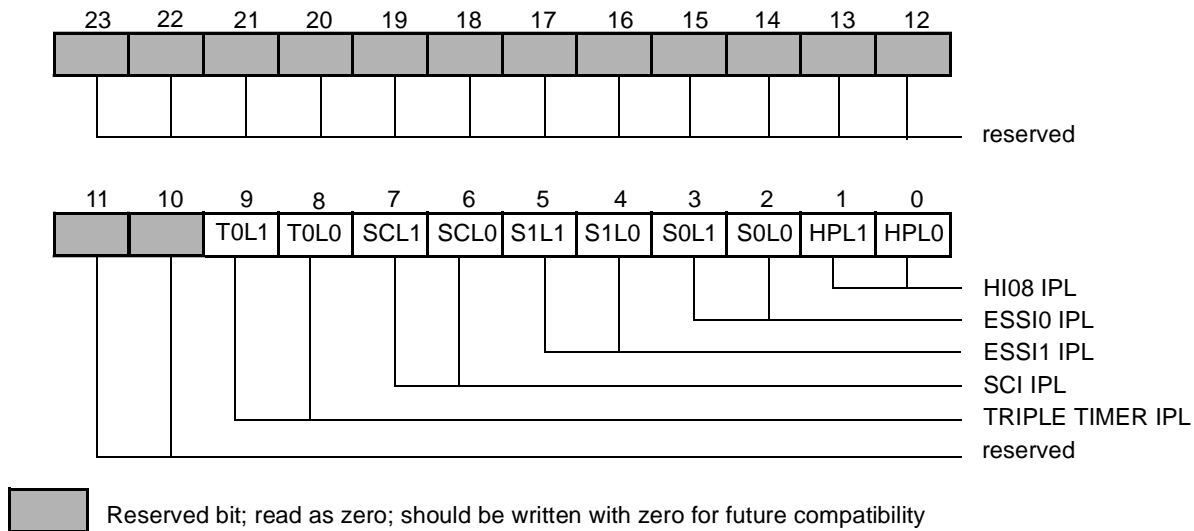 23 22 21 20 19 18 17 16 15 14 13 12
reserved
11 10 9 8 7 6 5 4 3 2 1 0
T0L1 T0L0 SCL1 SCL0 S1L1 S1L0 S0L1 S0L0 HPL1 HPL0
HI08 IPL
ESSI0 IPL
ESSI1 IPL
SCI IPL
TRIPLE TIMER IPL
reserved
Reserved bit; read as zero; should be written with zero for future compatibility